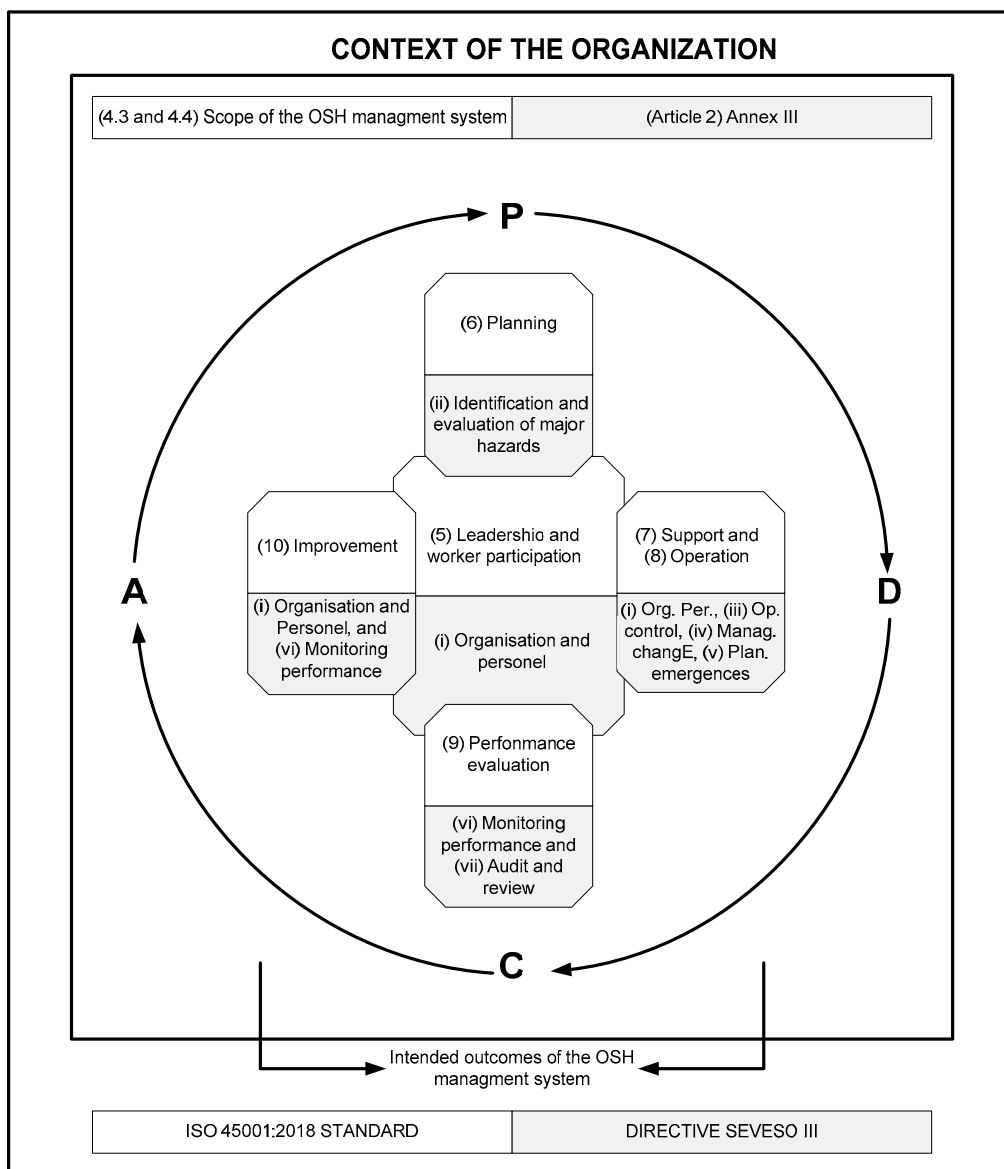 CONTEXT OF THE ORGANIZATION
(4.3 and 4.4) Scope of the OSH managment system
(Article 2) Annex III
P
(6) Planning
(ii) Identification and
evaluation of major
hazards
(10) Improvement
(5) Leadershio and
worker participation
(7) Support and
(8) Operation
A
D
(i) Organisation and
Personel, and
(vi) Monitoring
performance
(i) Organisation and
personel
(i) Org. Per., (iii) Op.
control, (iv) Manag.
changE, (v) Plan.
emergences
(9) Perfonmance
evaluation
(vi) Monitoring
performance and
(vii) Audit and
review
C
Intended outcomes of the OSH
managment system
ISO 45001:2018 STANDARD
DIRECTIVE SEVESO III